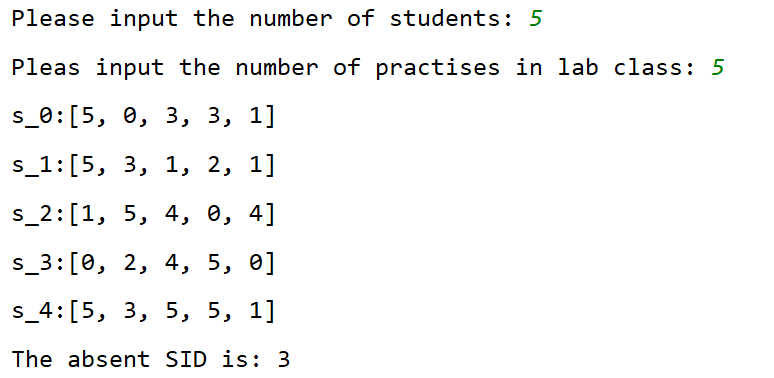 Please input the number of students: 5
Pleas input the number of practises in lab class: 5
s_0:[5, 0, 3, 3, 1]
s_1:[5, 3, 1, 2, 1]
s_2:[1, 5, 4, 0, 4]
s_3:[0, 2, 4, 5, 0]
s_4:[5, 3, 5, 5, 1]
The absent SID is: 3